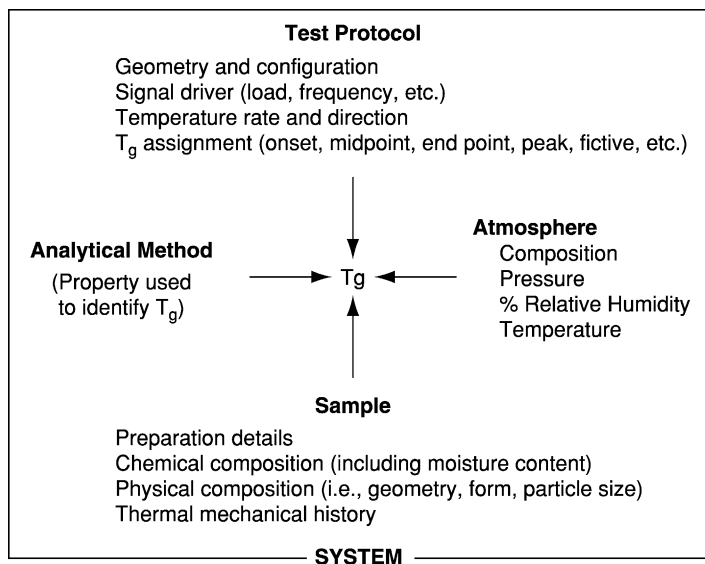 Test Protocol
Geometry and configuration
Signal driver (load, frequency, etc.)
Temperature rate and direction
Tg assignment (onset, midpoint, end point, peak, fictive, etc.)
Analytical Method
(Property used
to identify Tg)
Tg
Atmosphere
Composition
Pressure
% Relative Humidity
Temperature
Sample
Preparation details
Chemical composition (including moisture content)
Physical composition (i.e., geometry, form, particle size)
Thermal mechanical history
SYSTEM